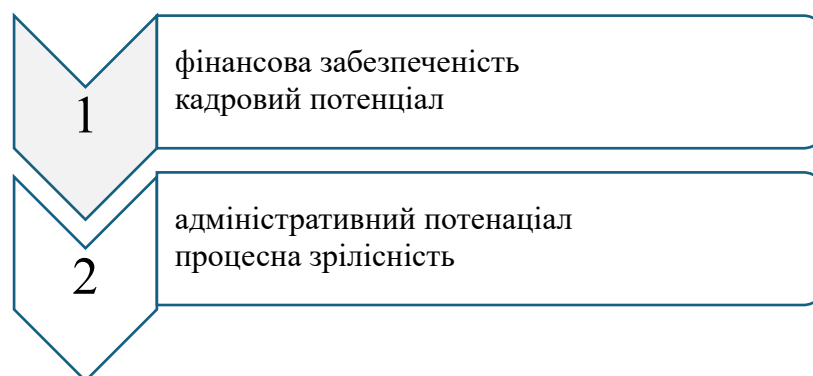 1
фінансова забезпеченість
кадровий потенціал
2
адміністративний потенаціал
процесна зрілісність